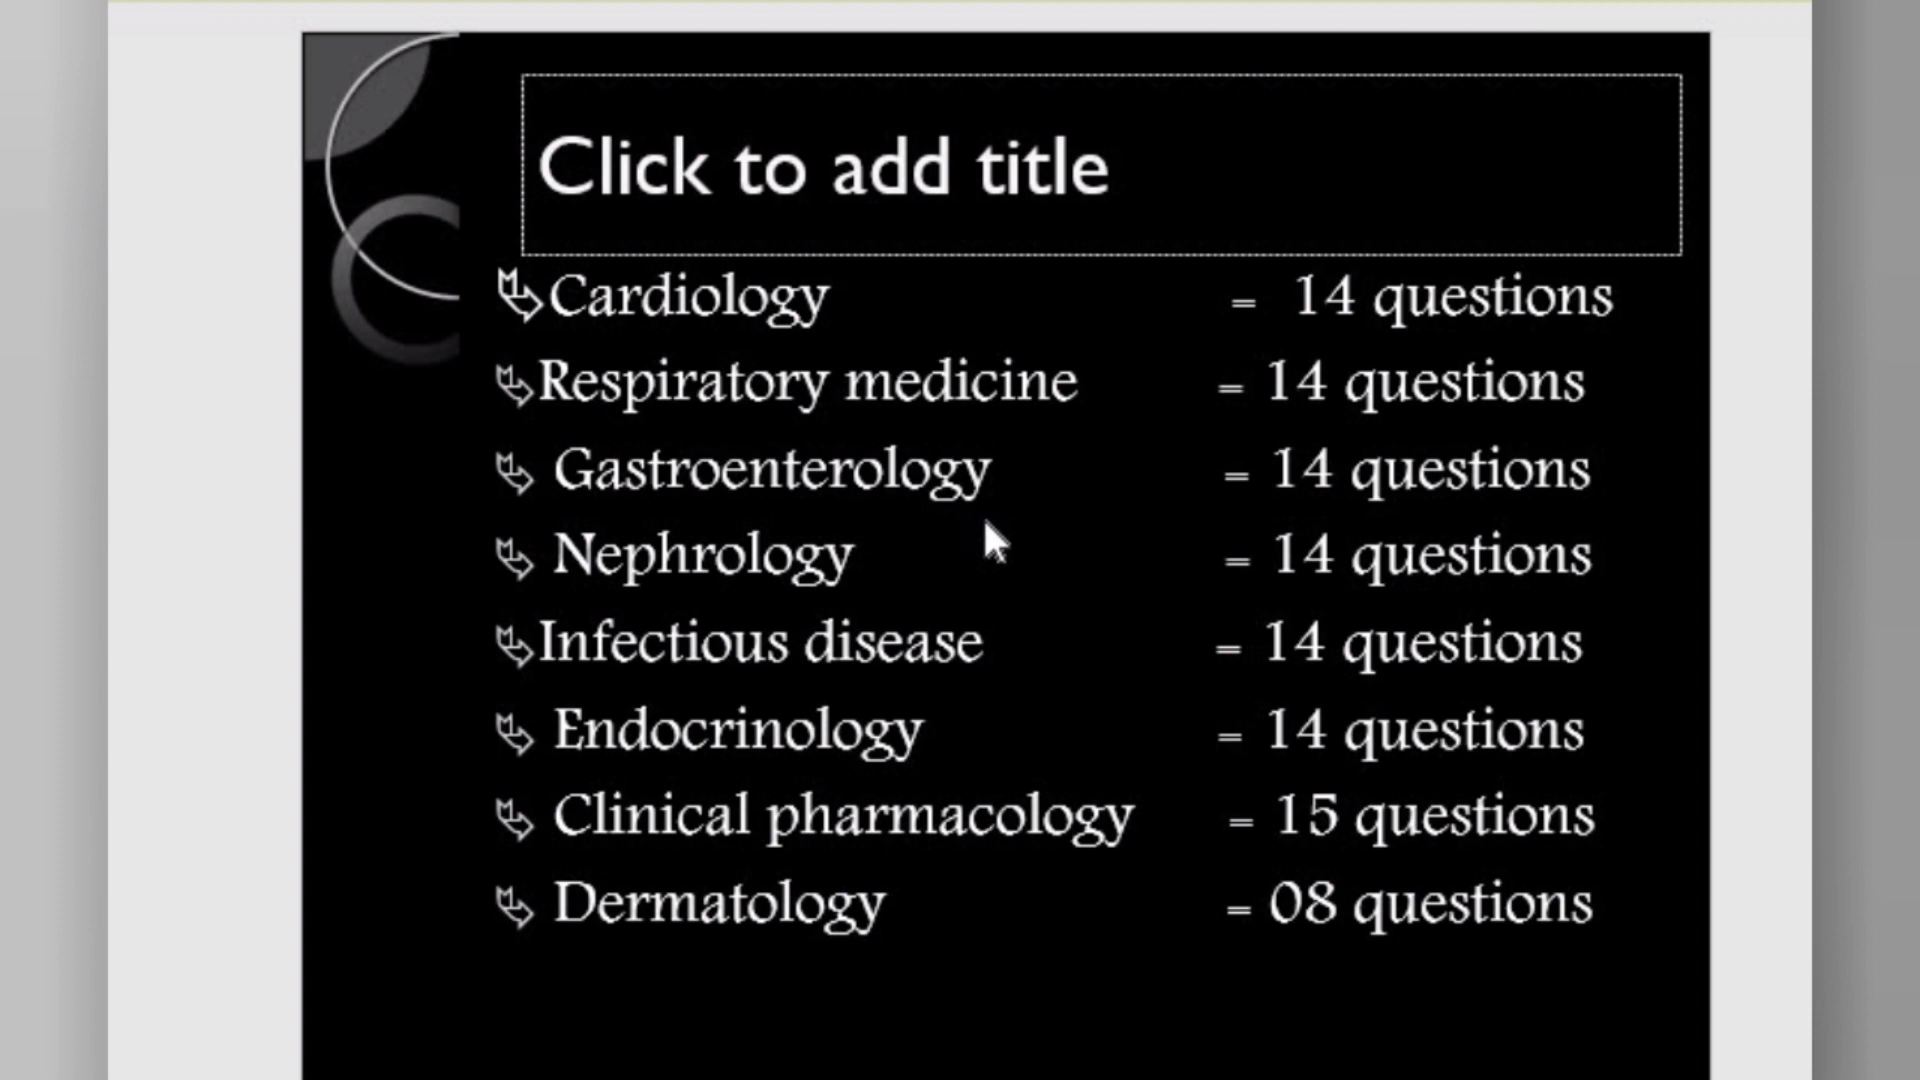 Click to add title
Cardiology = 14 questions
Respiratory medicine = 14 questions
Gastroenterology = 14 questions
Nephrology = 14 questions
Infectious disease = 14 questions
Endocrinology = 14 questions
Clinical pharmacology = 15 questions
Dermatology = 08 questions